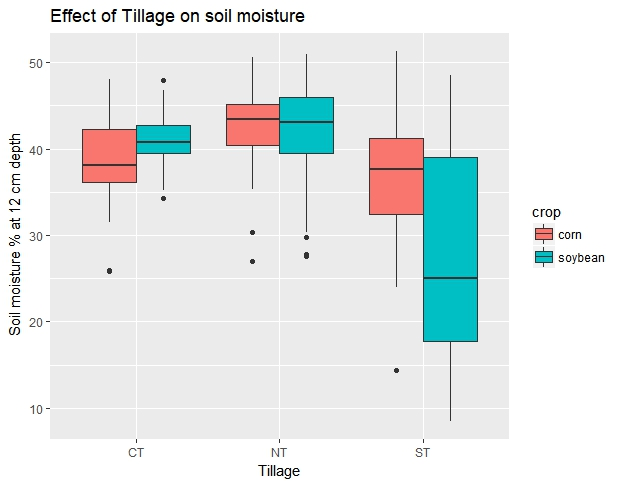 Effect of Tillage on soil moisture
Soil moisture % at 12 cm depth
50
40
30
20
10
CT NT ST
Tillage
crop
corn
soybean